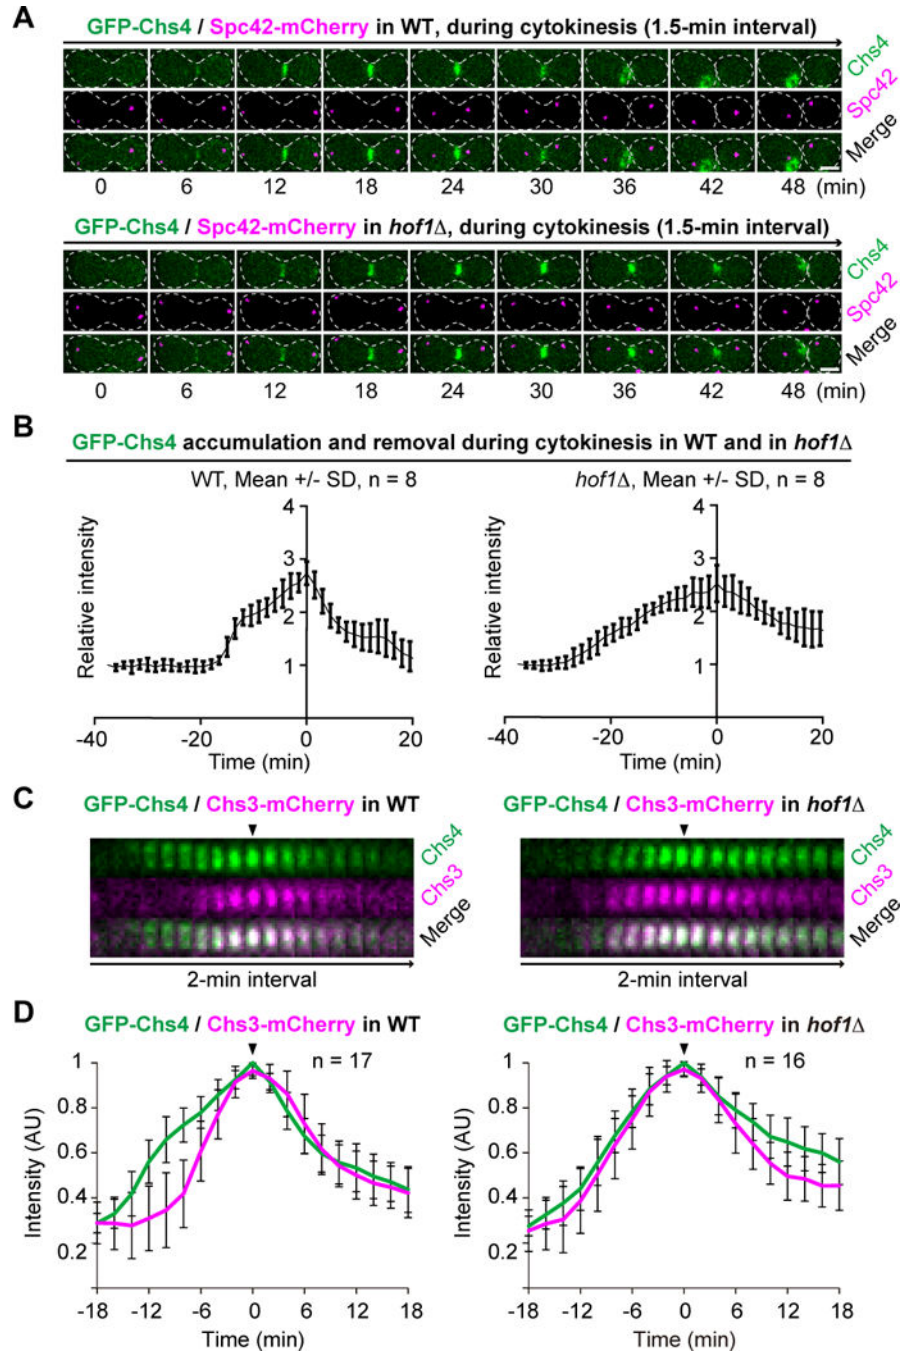 A
GFP-Chs4 / Spc42-mCherry in WT, during cytokinesis (1.5-min interval)
Chs4
Spc42
Merge
0 6 12 18 24 30 36 42 48 (min)
GFP-Chs4 / Spc42-mCherry in hof1Δ, during cytokinesis (1.5-min interval)
Chs4
Spc42
Merge
0 6 12 18 24 30 36 42 48 (min)
B
GFP-Chs4 accumulation and removal during cytokinesis in WT and in hof1Δ
WT, Mean +/- SD, n = 8
Relative intensity
4
3
2
1
-40 -20 0 20
Time (min)
hof1Δ, Mean +/- SD, n = 8
Relative intensity
4
3
2
1
-40 -20 0 20
Time (min)
C
GFP-Chs4 / Chs3-mCherry in WT
Chs4
Chs3
Merge
2-min interval
GFP-Chs4 / Chs3-mCherry in hof1Δ
Chs4
Chs3
Merge
2-min interval
D
GFP-Chs4 / Chs3-mCherry in WT
n = 17
Intensity (AU)
1
0.8
0.6
0.4
0.2
-18 -12 -6 0 6 12 18
Time (min)
GFP-Chs4 / Chs3-mCherry in hof1Δ
n = 16
Intensity (AU)
1
0.8
0.6
0.4
0.2
-18 -12 -6 0 6 12 18
Time (min)